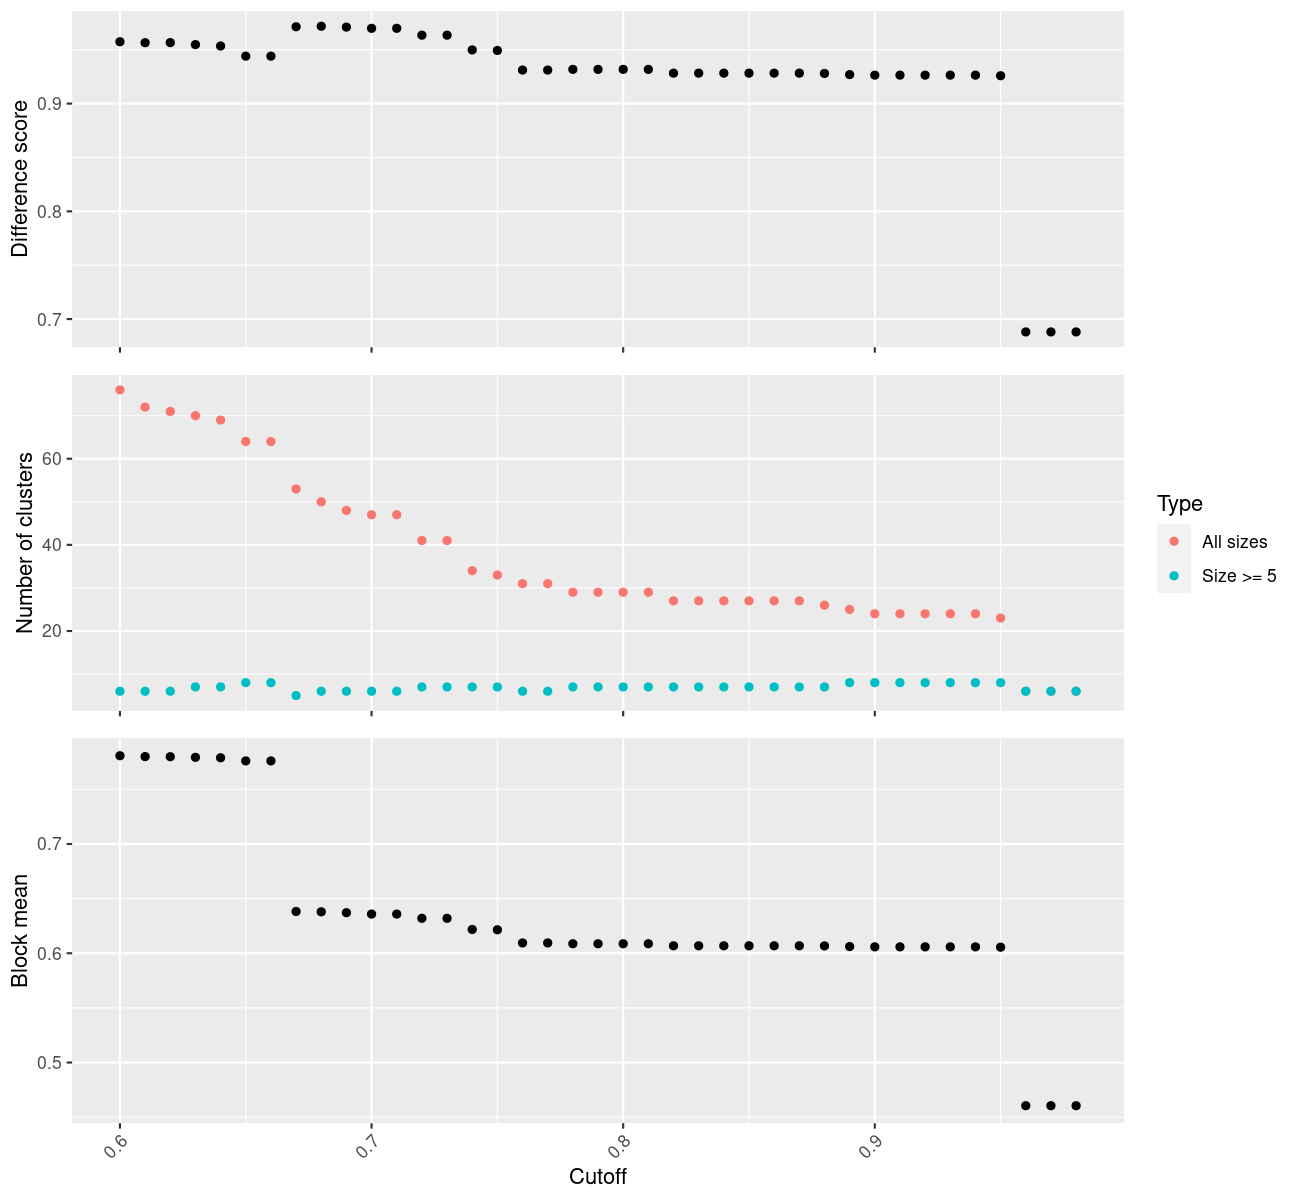 Difference score
0.9
0.8
0.7
Number of clusters
60
40
20
Type
All sizes
Size >= 5
Block mean
0.7
0.6
0.5
0.6
0.7
0.8
0.9
Cutoff